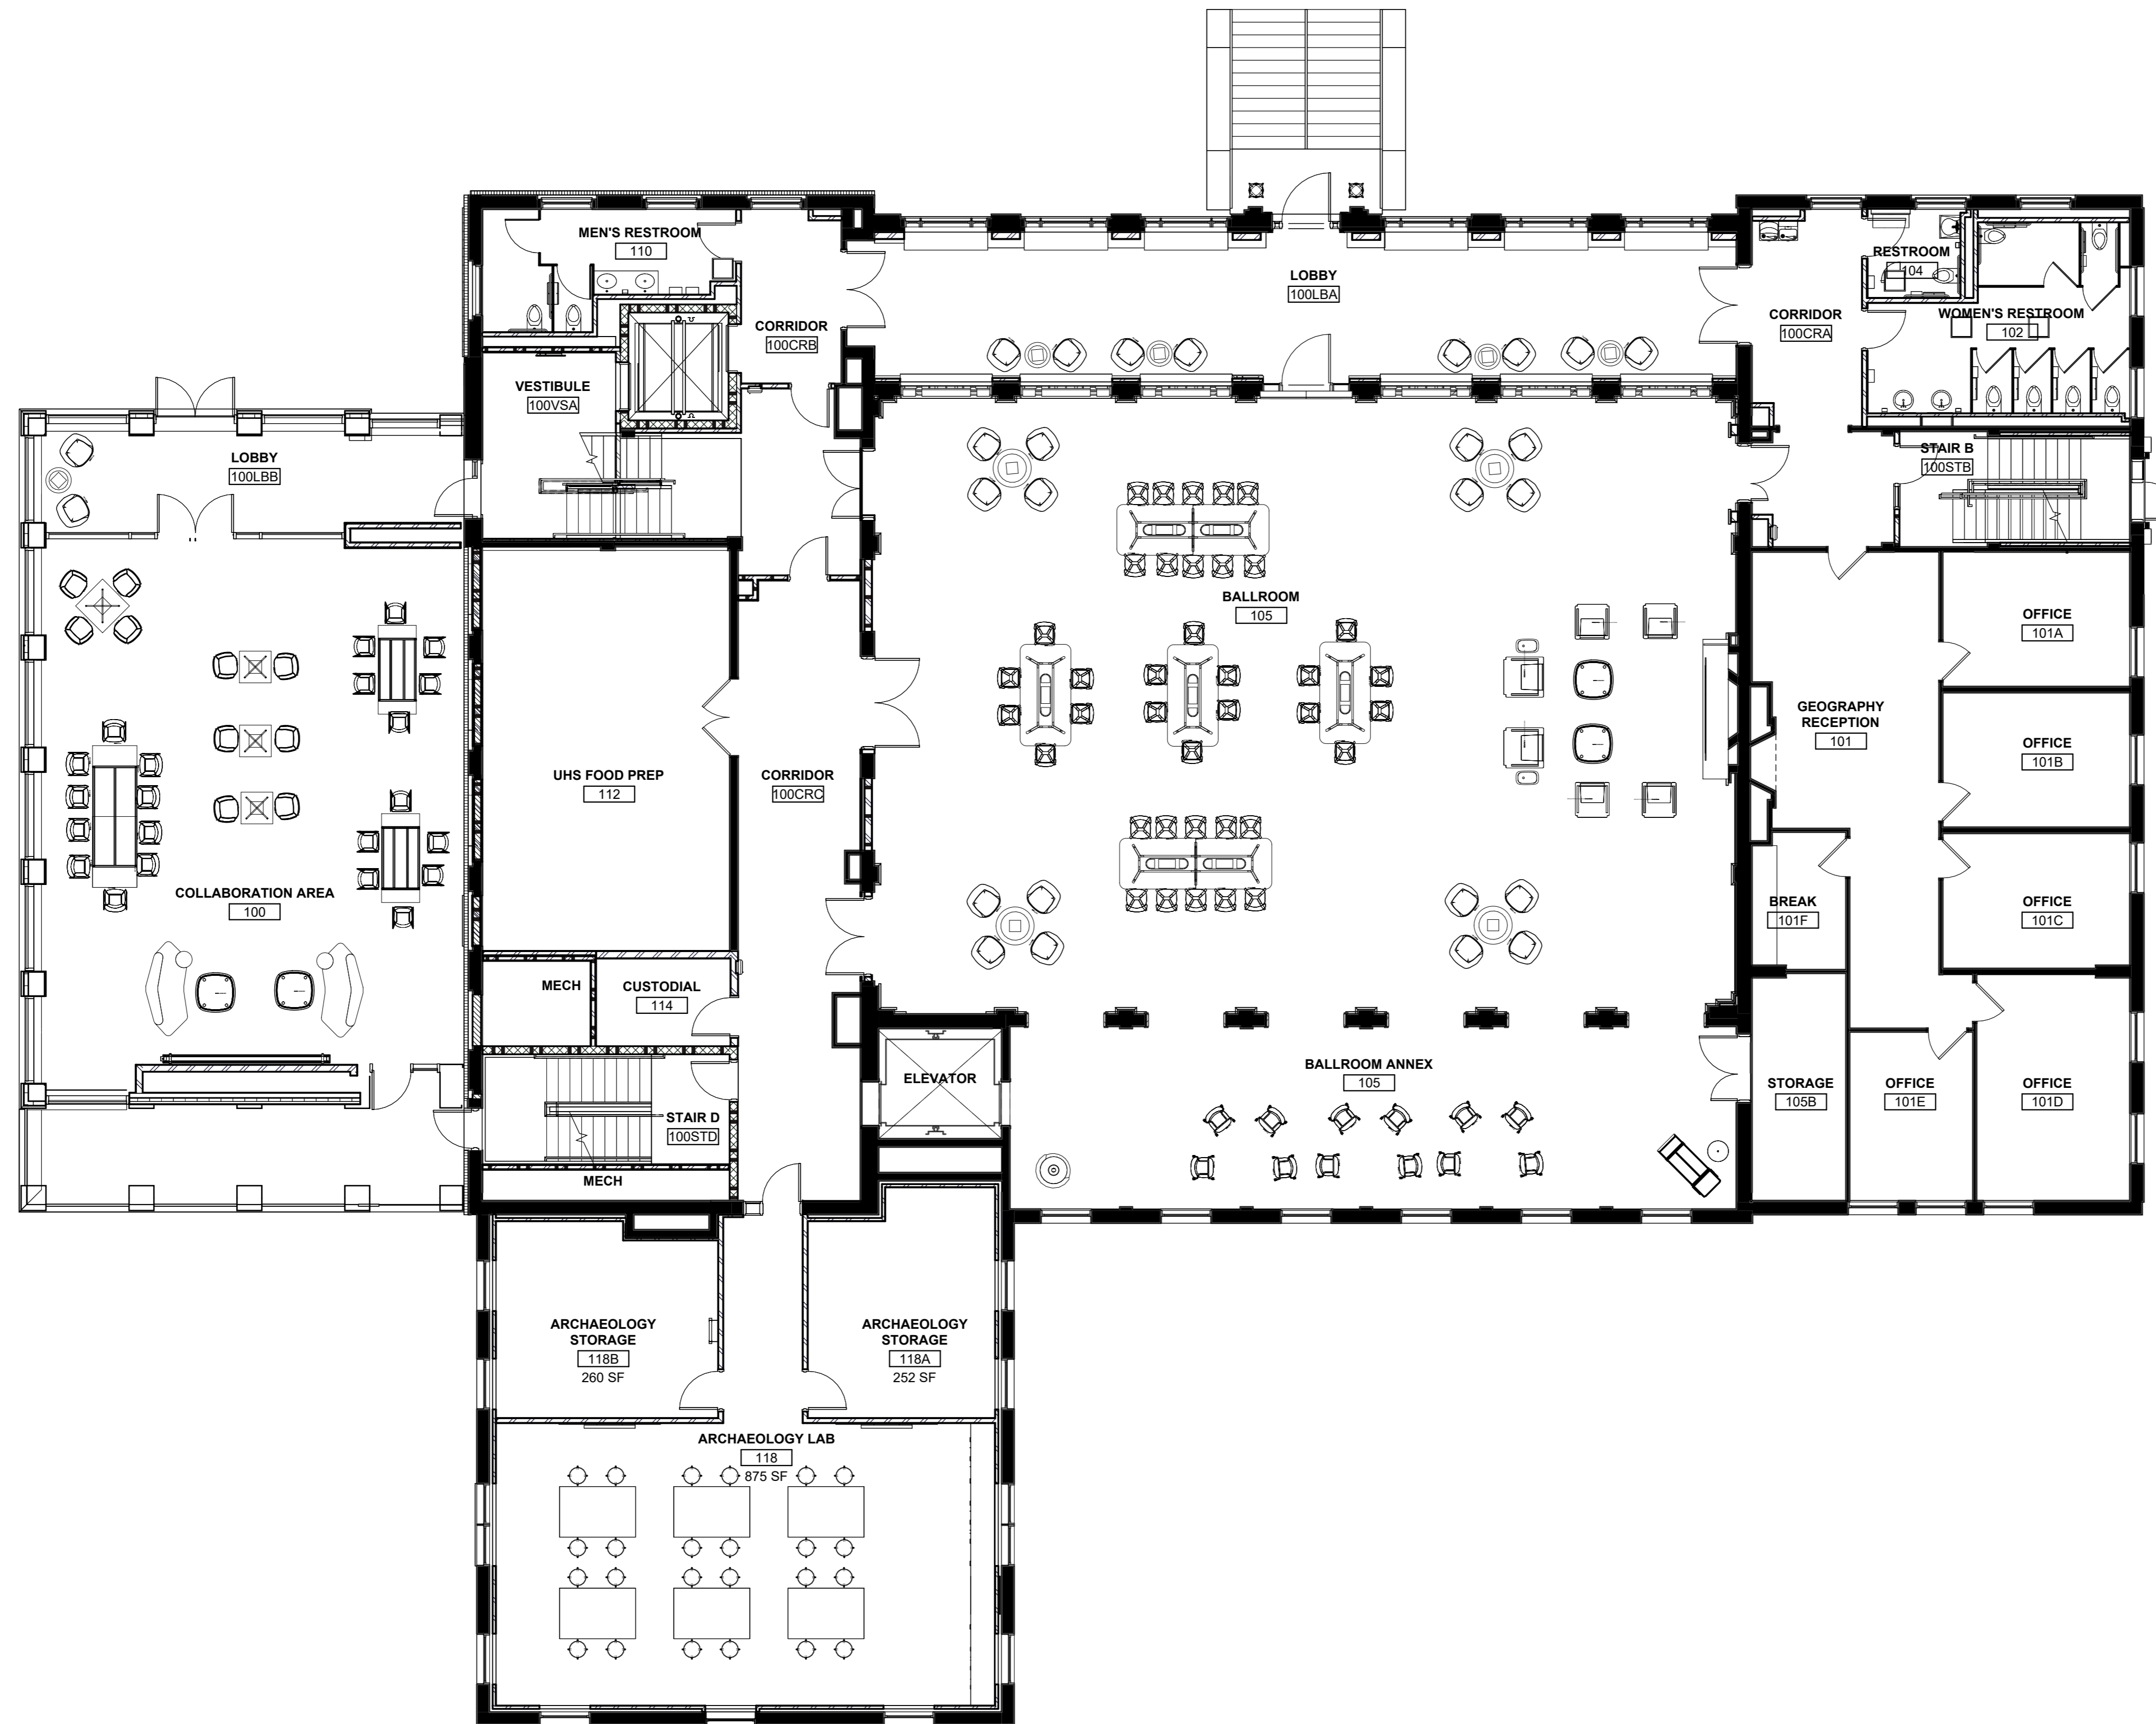 MEN'S RESTROOM
110
CORRIDOR
100CRB
VESTIBULE
100VSA
LOBBY
100LBA
CORRIDOR
100CRA
RESTROOM
104
WOMEN'S RESTROOM
102
STAIR B
100STB
LOBBY
100LBB
COLLABORATION AREA
100
UHS FOOD PREP
112
CORRIDOR
100CRC
BALLROOM
105
GEOGRAPHY
RECEPTION
101
OFFICE
101A
OFFICE
101B
OFFICE
101C
BREAK
101F
MECH
CUSTODIAL
114
STAIR D
100STD
MECH
ELEVATOR
BALLROOM ANNEX
105
STORAGE
105B
OFFICE
101E
OFFICE
101D
ARCHAEOLOGY
STORAGE
118B
260 SF
ARCHAEOLOGY
STORAGE
118A
252 SF
ARCHAEOLOGY LAB
118
875 SF